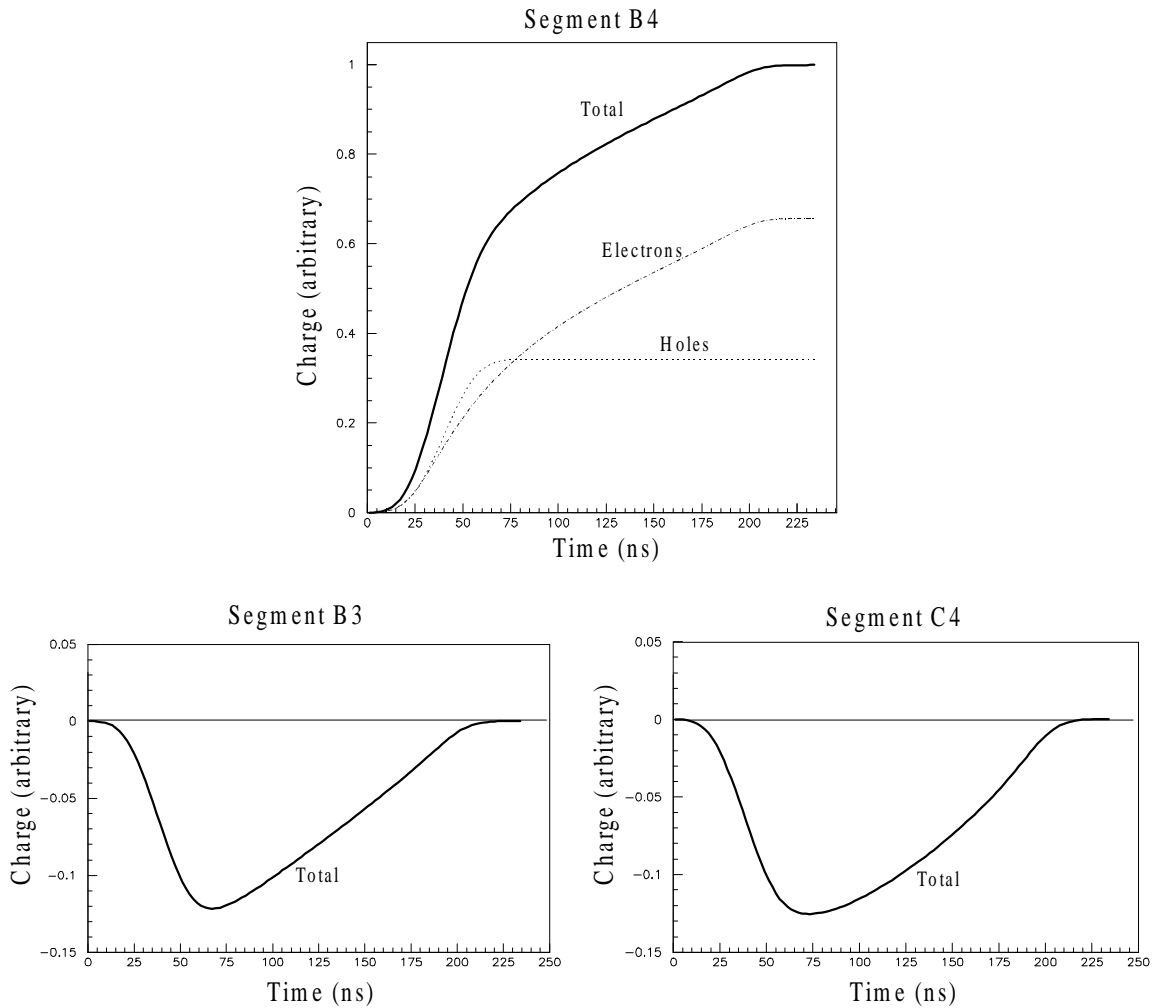 Segment B4
Charge (arbitrary)
1
0.8
0.6
0.4
0.2
0
Total
Electrons
Holes
0 25 50 75 100 125 150 175 200 225
Time (ns)
Segment B3
Charge (arbitrary)
0.05
0
−0.05
−0.1
−0.15
Total
0 25 50 75 100 125 150 175 200 225 250
Time (ns)
Segment C4
Charge (arbitrary)
0.05
0
−0.05
−0.1
−0.15
Total
0 25 50 75 100 125 150 175 200 225 250
Time (ns)